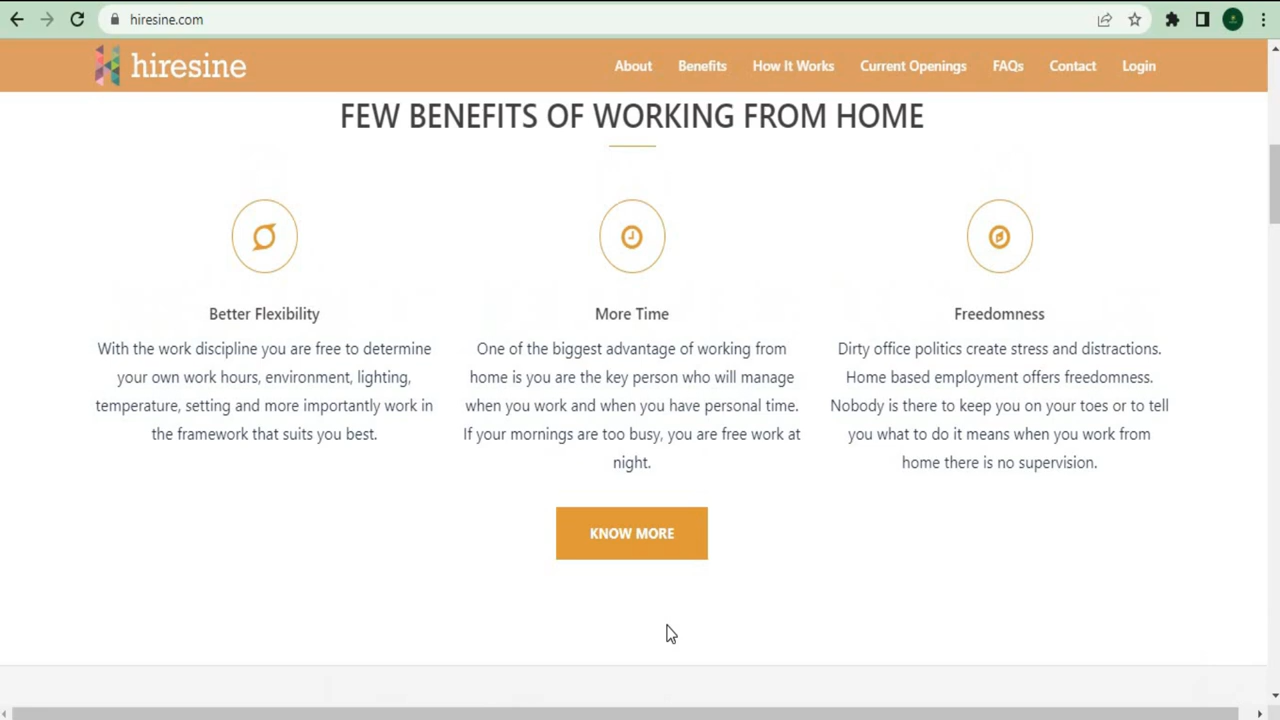 hiresine.com
hiresine
About Benefits How It Works Current Openings FAQs Contact Login
FEW BENEFITS OF WORKING FROM HOME
Better Flexibility
With the work discipline you are free to determine
your own work hours, environment, lighting,
temperature, setting and more importantly work in
the framework that suits you best.
More Time
One of the biggest advantage of working from
home is you are the key person who will manage
when you work and when you have personal time.
If your mornings are too busy, you are free work at
night.
Freedomness
Dirty office politics create stress and distractions.
Home based employment offers freedomness.
Nobody is there to keep you on your toes or to tell
you what to do it means when you work from
home there is no supervision.
KNOW MORE